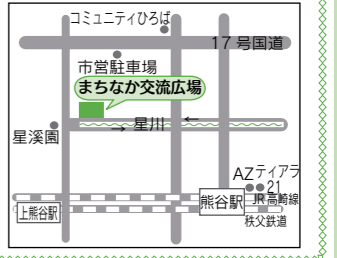 コミュニティひろば
17号国道
市営駐車場
まちなか交流広場
→ 星川 ←
星溪園
AZ ティアラ
21
熊谷駅
JR高崎線
上熊谷駅
秩父鉄道